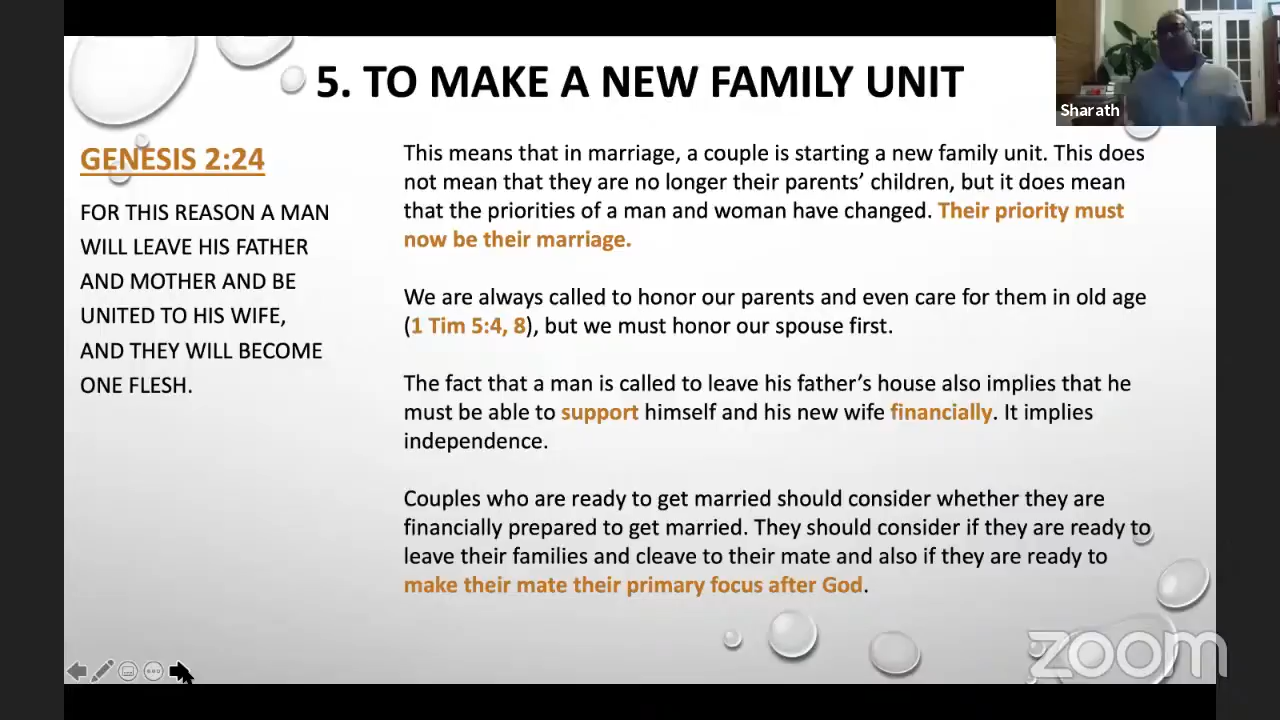 5. TO MAKE A NEW FAMILY UNIT
Sharath
GENESIS 2:24
FOR THIS REASON A MAN
WILL LEAVE HIS FATHER
AND MOTHER AND BE
UNITED TO HIS WIFE,
AND THEY WILL BECOME
ONE FLESH.
This means that in marriage, a couple is starting a new family unit. This does
not mean that they are no longer their parents’ children, but it does mean
that the priorities of a man and woman have changed. Their priority must
now be their marriage.
We are always called to honor our parents and even care for them in old age
(1 Tim 5:4, 8), but we must honor our spouse first.
The fact that a man is called to leave his father’s house also implies that he
must be able to support himself and his new wife financially. It implies
independence.
Couples who are ready to get married should consider whether they are
financially prepared to get married. They should consider if they are ready to
leave their families and cleave to their mate and also if they are ready to
make their mate their primary focus after God.
zoom